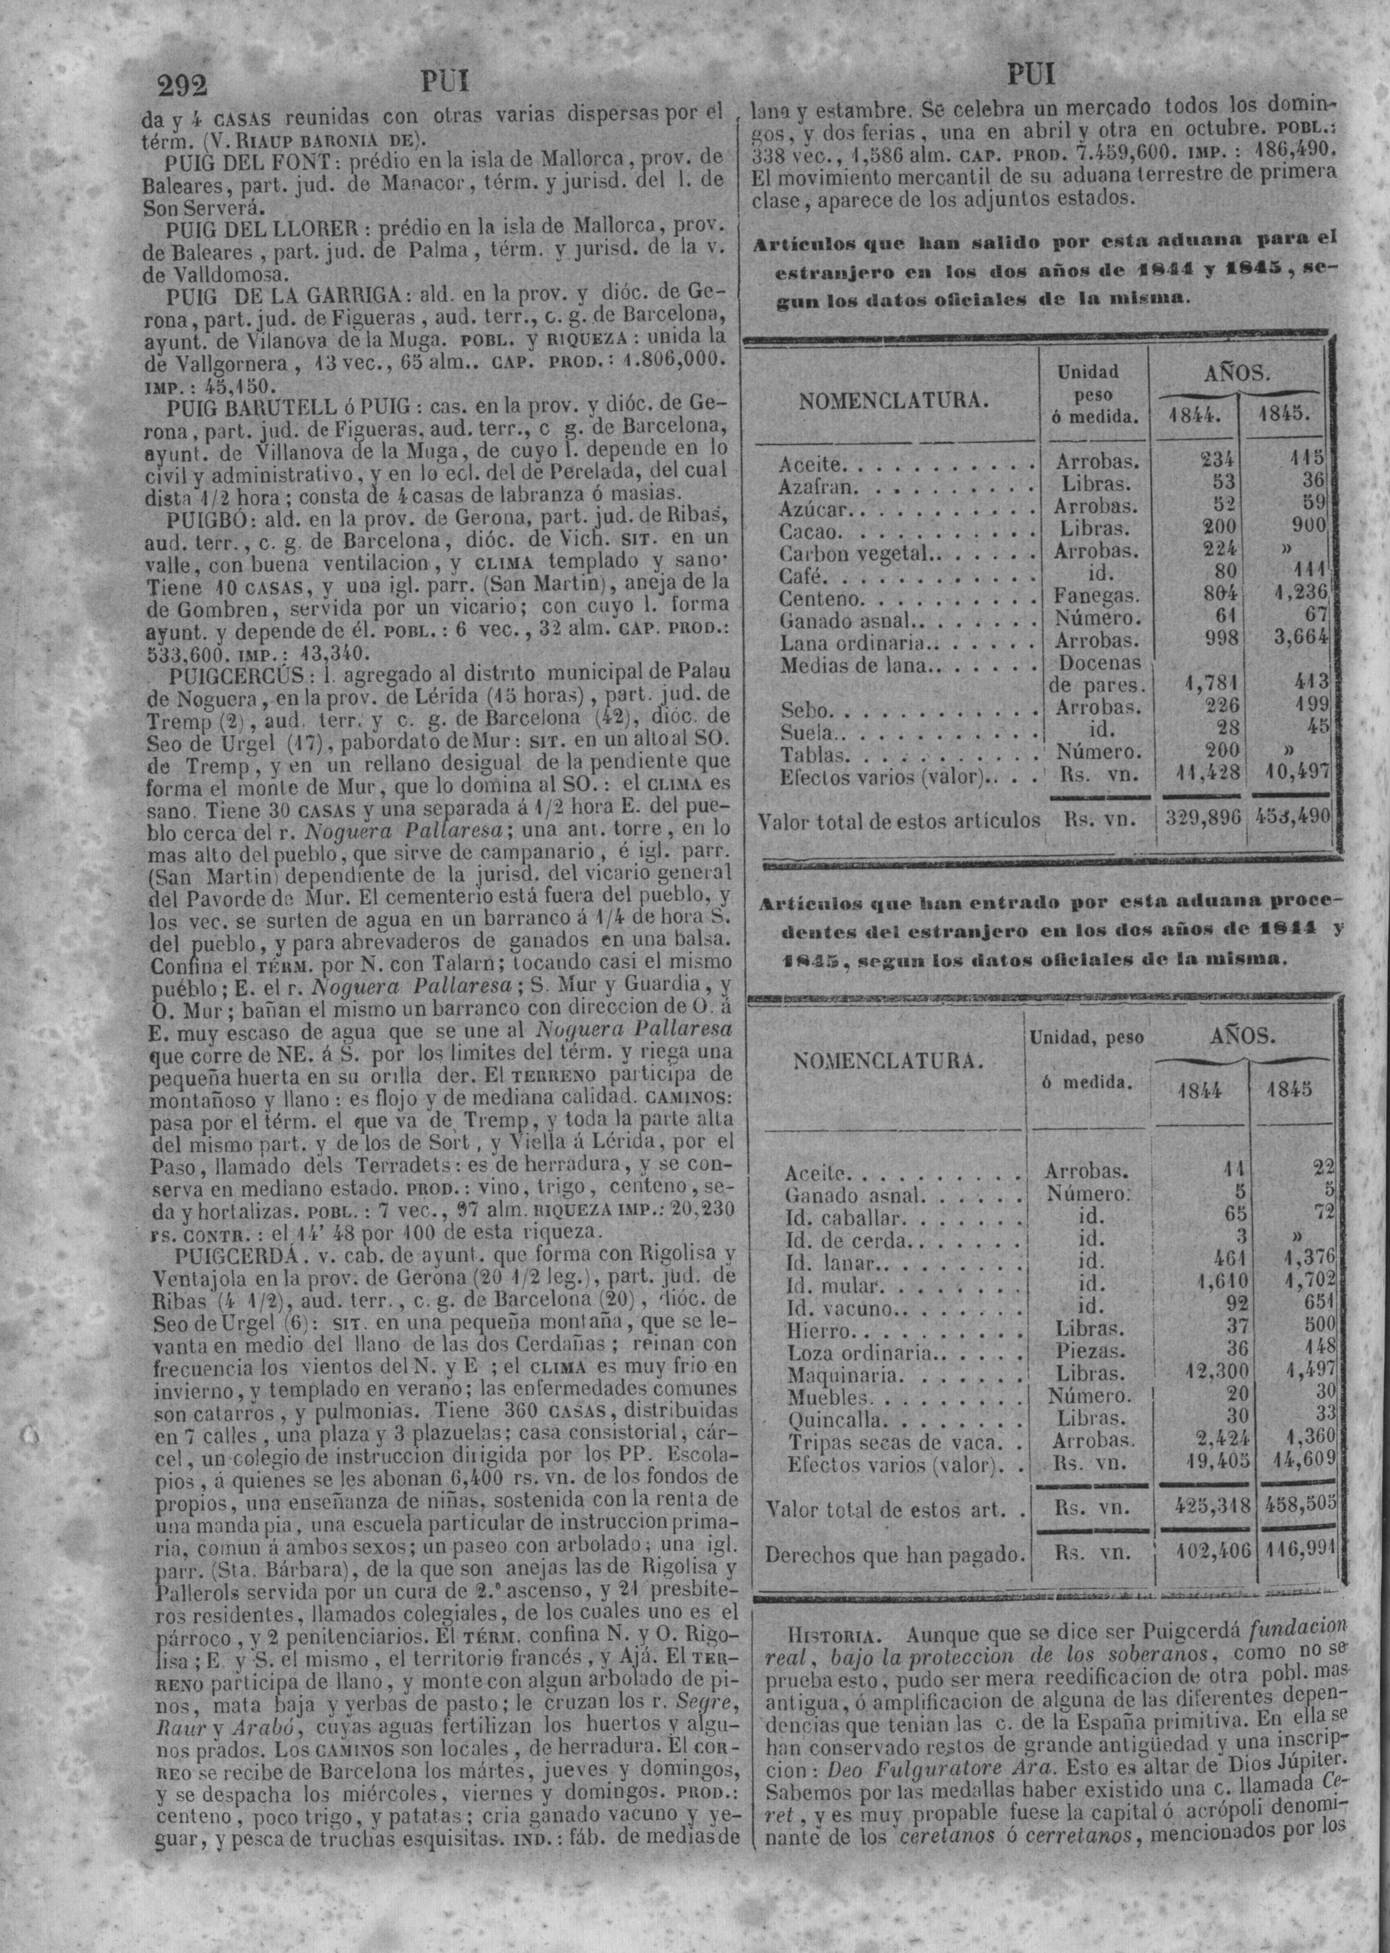 292 PUI
da y 4 CASAS reunidas con otras varias dispersas por el
térm. (V. RIAUP BARONIA DE).
PUIG DEL FONT: prédio en la isla de Mallorca, prov. de
Baleares, part. jud. de Manacor, térm. y jurisd. del l. de
Son Serverá.
PUIG DEL LLORER: prédio en la isla de Mallorca, prov.
de Baleares, part. jud. de Palma, térm. y jurisd. de la v.
de Valldomosa.
PUIG DE LA GARRIGA: ald. en la prov. y dióc. de Ge-
rona, part. jud. de Figueras, aud. terr., c. g. de Barcelona,
ayunt. de Vilanova de la Muga. POBL. y RIQUEZA: unida la
de Vallgornera, 13 vec., 65 alm.. CAP. PROD.: 1.806,000.
IMP.: 45,150.
PUIG BARUTELL ó PUIG: cas. en la prov. y dióc. de Ge-
rona, part. jud. de Figueras, aud. terr., c g. de Barcelona,
ayunt. de Villanova de la Muga, de cuyo l. depende en lo
civil y administrativo, y en lo ecl. del de Perelada, del cual
dista 1/2 hora; consta de 4 casas de labranza ó masias.
PUIGBÓ: ald. en la prov. de Gerona, part. jud. de Ribas,
aud. terr., c. g. de Barcelona, dióc. de Vich. SIT. en un
valle, con buena ventilacion, y CLIMA templado y sano.
Tiene 10 CASAS, y una igl. parr. (San Martin), aneja de la
de Gombren, servida por un vicario; con cuyo l. forma
ayunt. y depende de él. POBL.: 6 vec., 32 alm. CAP. PROD.:
533,600. IMP.: 13,340.
PUIGCERCÚS: l. agregado al distrito municipal de Palau
de Noguera, en la prov. de Lérida (15 horas), part. jud. de
Tremp (2), aud. terr. y c. g. de Barcelona (42), dióc. de
Seo de Urgel (17), pabordato de Mur: SIT. en un alto al SO.
de Tremp, y en un rellano desigual de la pendiente que
forma el monte de Mur, que lo domina al SO.: el CLIMA es
sano. Tiene 30 CASAS y una separada á 1/2 hora E. del pue-
blo cerca del r. Noguera Pallaresa; una ant. torre, en lo
mas alto del pueblo, que sirve de campanario, é igl. parr.
(San Martin) dependiente de la jurisd. del vicario general
del Pavorde de Mur. El cementerio está fuera del pueblo, y
los vec. se surten de agua en un barranco á 1/4 de hora S.
del pueblo, y para abrevaderos de ganados en una balsa.
Confina el TÉRM. por N. con Talarn; tocando casi el mismo
puéblo; E. el r. Noguera Pallaresa; S. Mur y Guardia, y
O. Mur; bañan el mismo un barranco con direccion de O. á
E. muy escaso de agua que se une al Noguera Pallaresa
que corre de NE. á S. por los limites del térm. y riega una
pequeña huerta en su orilla der. El TERRENO participa de
montañoso y llano: es flojo y de mediana calidad. CAMINOS:
pasa por el térm. el que va de Tremp, y toda la parte alta
del mismo part. y de los de Sort, y Viella á Lérida, por el
Paso, llamado dels Terradets: es de herradura, y se con-
serva en mediano estado. PROD.: vino, trigo, centeno, se-
da y hortalizas. POBL.: 7 vec., 97 alm. RIQUEZA IMP.: 20,230
rs. CONTR.: el 14' 48 por 100 de esta riqueza.
PUIGCERDÁ. v. cab. de ayunt. que forma con Rigolisa y
Ventajola en la prov. de Gerona (20 1/2 leg.), part. jud. de
Ribas (4 1/2), aud. terr., c. g. de Barcelona (20), dióc. de
Seo de Urgel (6): SIT. en una pequeña montaña, que se le-
vanta en medio del llano de las dos Cerdañas; reinan con
frecuencia los vientos del N. y E ; el CLIMA es muy frio en
invierno, y templado en verano; las enfermedades comunes
son catarros, y pulmonias. Tiene 360 CASAS, distribuidas
en 7 calles, una plaza y 3 plazuelas; casa consistorial, cár-
cel, un colegio de instruccion dirigida por los PP. Escola-
pios, á quienes se les abonan 6,400 rs. vn. de los fondos de
propios, una enseñanza de niñas, sostenida con la renta de
una manda pia, una escuela particular de instruccion prima-
ria, comun á ambos sexos; un paseo con arbolado; una igl.
parr. (Sta. Bárbara), de la que son anejas las de Rigolisa y
Pallerols servida por un cura de 2.º ascenso, y 21 presbite-
ros residentes, llamados colegiales, de los cuales uno es el
párroco, y 2 penitenciarios. El TÉRM. confina N. y O. Rigo-
lisa; E. y S. el mismo, el territorio francés, y Ajá. El TER-
RENO participa de llano, y monte con algun arbolado de pi-
nos, mata baja y yerbas de pasto; le cruzan los r. Segre,
Raur y Arabó, cuyas aguas fertilizan los huertos y algu-
nos prados. Los CAMINOS son locales, de herradura. El COR-
REO se recibe de Barcelona los mártes, jueves y domingos,
y se despacha los miércoles, viernes y domingos. PROD.:
centeno, poco trigo, y patatas; cria ganado vacuno y ye-
guar, y pesca de truchas esquisitas. IND.: fáb. de medias de
PUI
lana y estambre. Se celebra un mercado todos los domin-
gos, y dos ferias, una en abril y otra en octubre. POBL.:
338 vec., 1,586 alm. CAP. PROD. 7.459,600. IMP.: 186,490.
El movimiento mercantil de su aduana terrestre de primera
clase, aparece de los adjuntos estados.
Artículos que han salido por esta aduana para el
estranjero en los dos años de 1844 y 1845, se-
gun los datos oficiales de la misma.
NOMENCLATURA. Unidad peso ó medida. AÑOS.
1844. 1845.
Aceite. Arrobas. 234 115
Azafran. Libras. 53 36
Azúcar. Arrobas. 52 59
Cacao. Libras. 200 900
Carbon vegetal. Arrobas. 224 »
Café. id. 80 111
Centeno. Fanegas. 804 1,236
Ganado asnal. Número. 61 67
Lana ordinaria. Arrobas. 998 3,664
Medias de lana. Docenas
de pares. 1,781 413
Sebo. Arrobas. 226 199
Suela. id. 28 45
Tablas. Número. 200 »
Efectos varios (valor). Rs. vn. 11,428 10,497
Valor total de estos artículos Rs. vn. 329,896 453,490
Artículos que han entrado por esta aduana proce-
dentes del estranjero en los dos años de 1844 y
1845, segun los datos oficiales de la misma.
NOMENCLATURA. Unidad, peso ó medida. AÑOS.
1844 1845
Aceite. Arrobas. 11 22
Ganado asnal. Número. 5 5
Id. caballar. id. 65 72
Id. de cerda. id. 3 »
Id. lanar. id. 461 1,376
Id. mular. id. 1,610 1,702
Id. vacuno. id. 92 651
Hierro. Libras. 37 500
Loza ordinaria. Piezas. 36 148
Maquinaria. Libras. 12,300 1,497
Muebles. Número. 20 30
Quincalla. Libras. 30 33
Tripas secas de vaca. Arrobas. 2,424 1,360
Efectos varios (valor). Rs. vn. 19,405 14,609
Valor total de estos art. Rs. vn. 425,318 458,505
Derechos que han pagado. Rs. vn. 102,406 116,991
HISTORIA. Aunque que se dice ser Puigcerdá fundacion
real, bajo la proteccion de los soberanos, como no se
prueba esto, pudo ser mera reedificacion de otra pobl. mas
antigua, ó amplificacion de alguna de las diferentes depen-
dencias que tenian las c. de la España primitiva. En ella se
han conservado restos de grande antigüedad y una inscrip-
cion: Deo Fulguratore Ara. Esto es altar de Dios Júpiter.
Sabemos por las medallas haber existido una c. llamada Ce-
ret, y es muy propable fuese la capital ó acrópoli denomi-
nante de los ceretanos ó cerretanos, mencionados por los